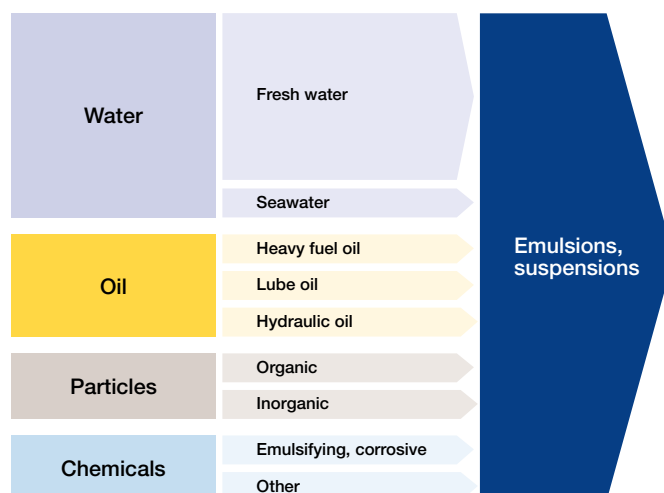 Water
Fresh water
Seawater
Oil
Heavy fuel oil
Lube oil
Hydraulic oil
Particles
Organic
Inorganic
Chemicals
Emulsifying, corrosive
Other
Emulsions,
suspensions